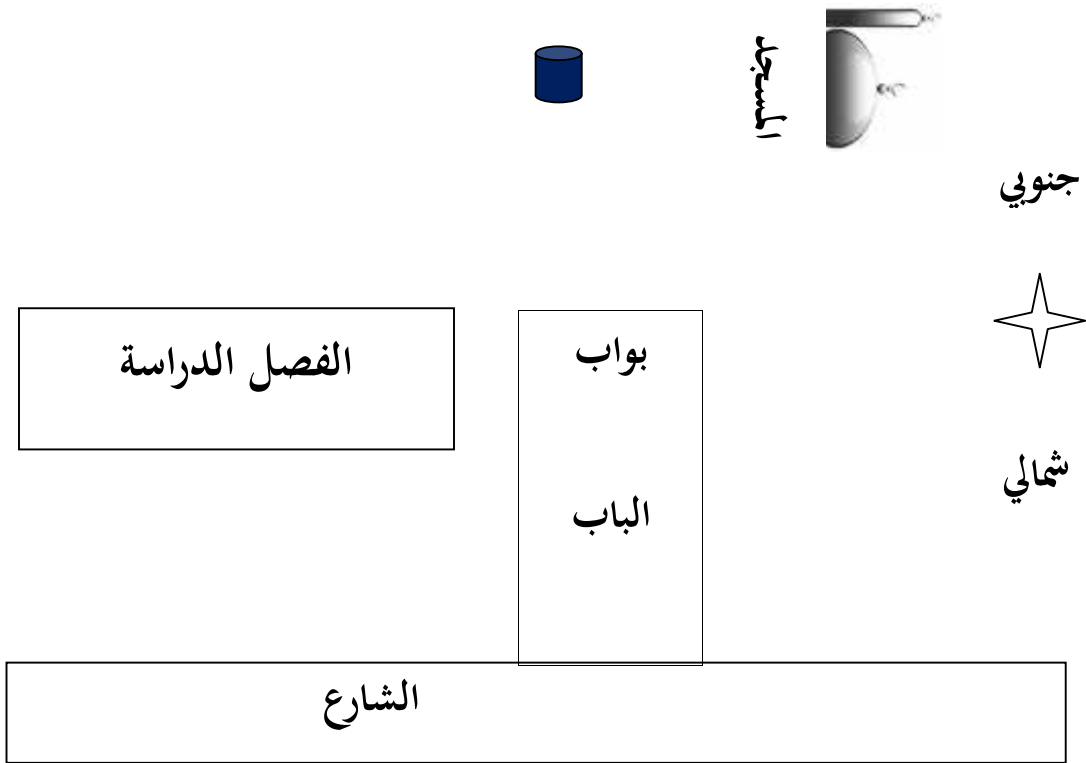 المسجد
جنوبي
الفصل الدراسة
بواب
شمالي
الباب
الشارع